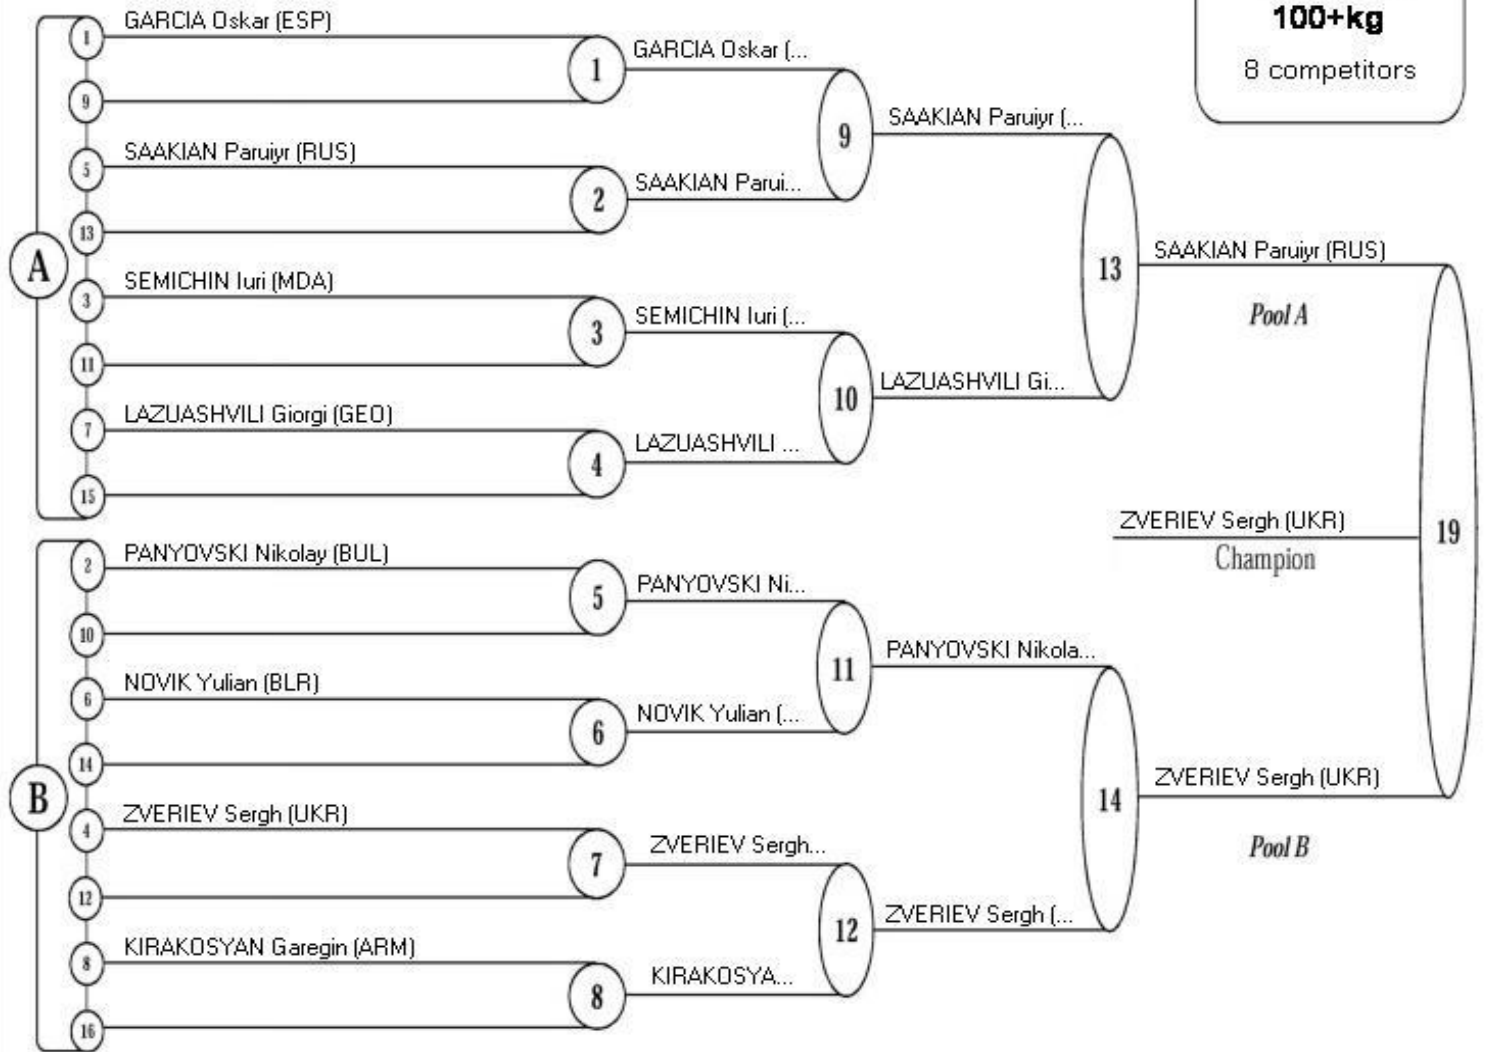 100+kg
8 competitors
A
1
GARCIA Oskar (ESP)
9
5
SAAKIAN Paruiyr (RUS)
13
3
SEMICHIN Iuri (MDA)
11
7
LAZUASHVILI Giorgi (GEO)
15
B
2
PANYOVSKI Nikolay (BUL)
10
6
NOVIK Yulian (BLR)
14
4
ZVERIEV Sergh (UKR)
12
8
KIRAKOSYAN Garegin (ARM)
16
1
GARCIA Oskar (...
2
SAAKIAN Parui...
3
SEMICHIN Iuri (...
4
LAZUASHVILI ...
5
PANYOVSKI Ni...
6
NOVIK Yulian (...
7
ZVERIEV Sergh...
8
KIRAKOSYA...
9
SAAKIAN Paruiyr (...
10
LAZUASHVILI Gi...
11
PANYOVSKI Nikola...
12
ZVERIEV Sergh (...
13
SAAKIAN Paruiyr (RUS)
Pool A
14
ZVERIEV Sergh (UKR)
Pool B
19
ZVERIEV Sergh (UKR)
Champion